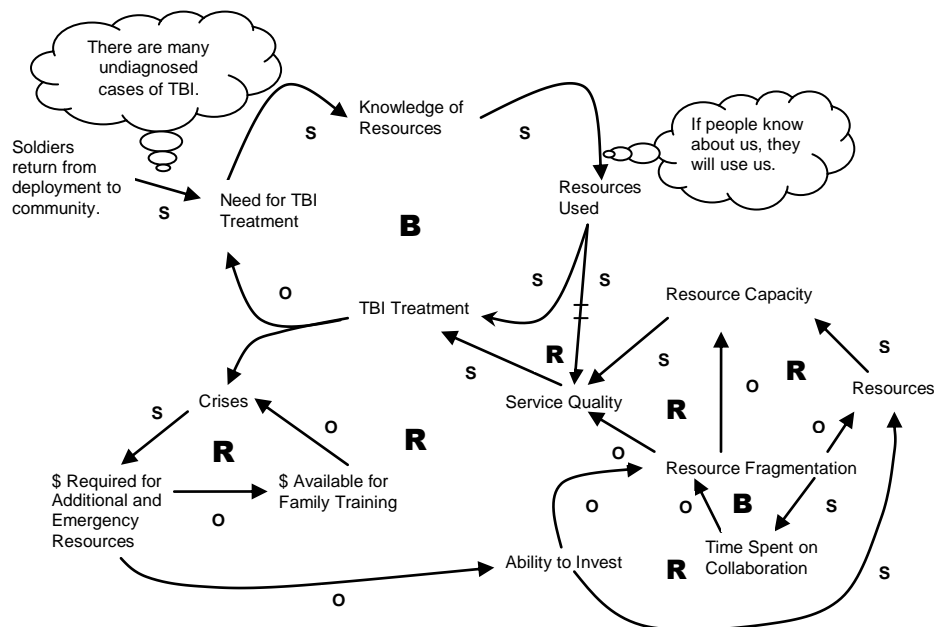 There are many
undiagnosed
cases of TBI.
Knowledge of
Resources
S
S
If people know
about us, they
will use us.
Soldiers
return from
deployment to
community.
S
Need for TBI
Treatment
Resources
Used
B
O
S
S
TBI Treatment
Resource Capacity
R
S
S
O
R
S
Resources
Crises
Service Quality
S
R
O
R
R
O
O
$ Required for
Additional and
Emergency
Resources
$ Available for
Family Training
O
Resource Fragmentation
O
O
B
S
Time Spent on
Collaboration
Ability to Invest
R
S
O